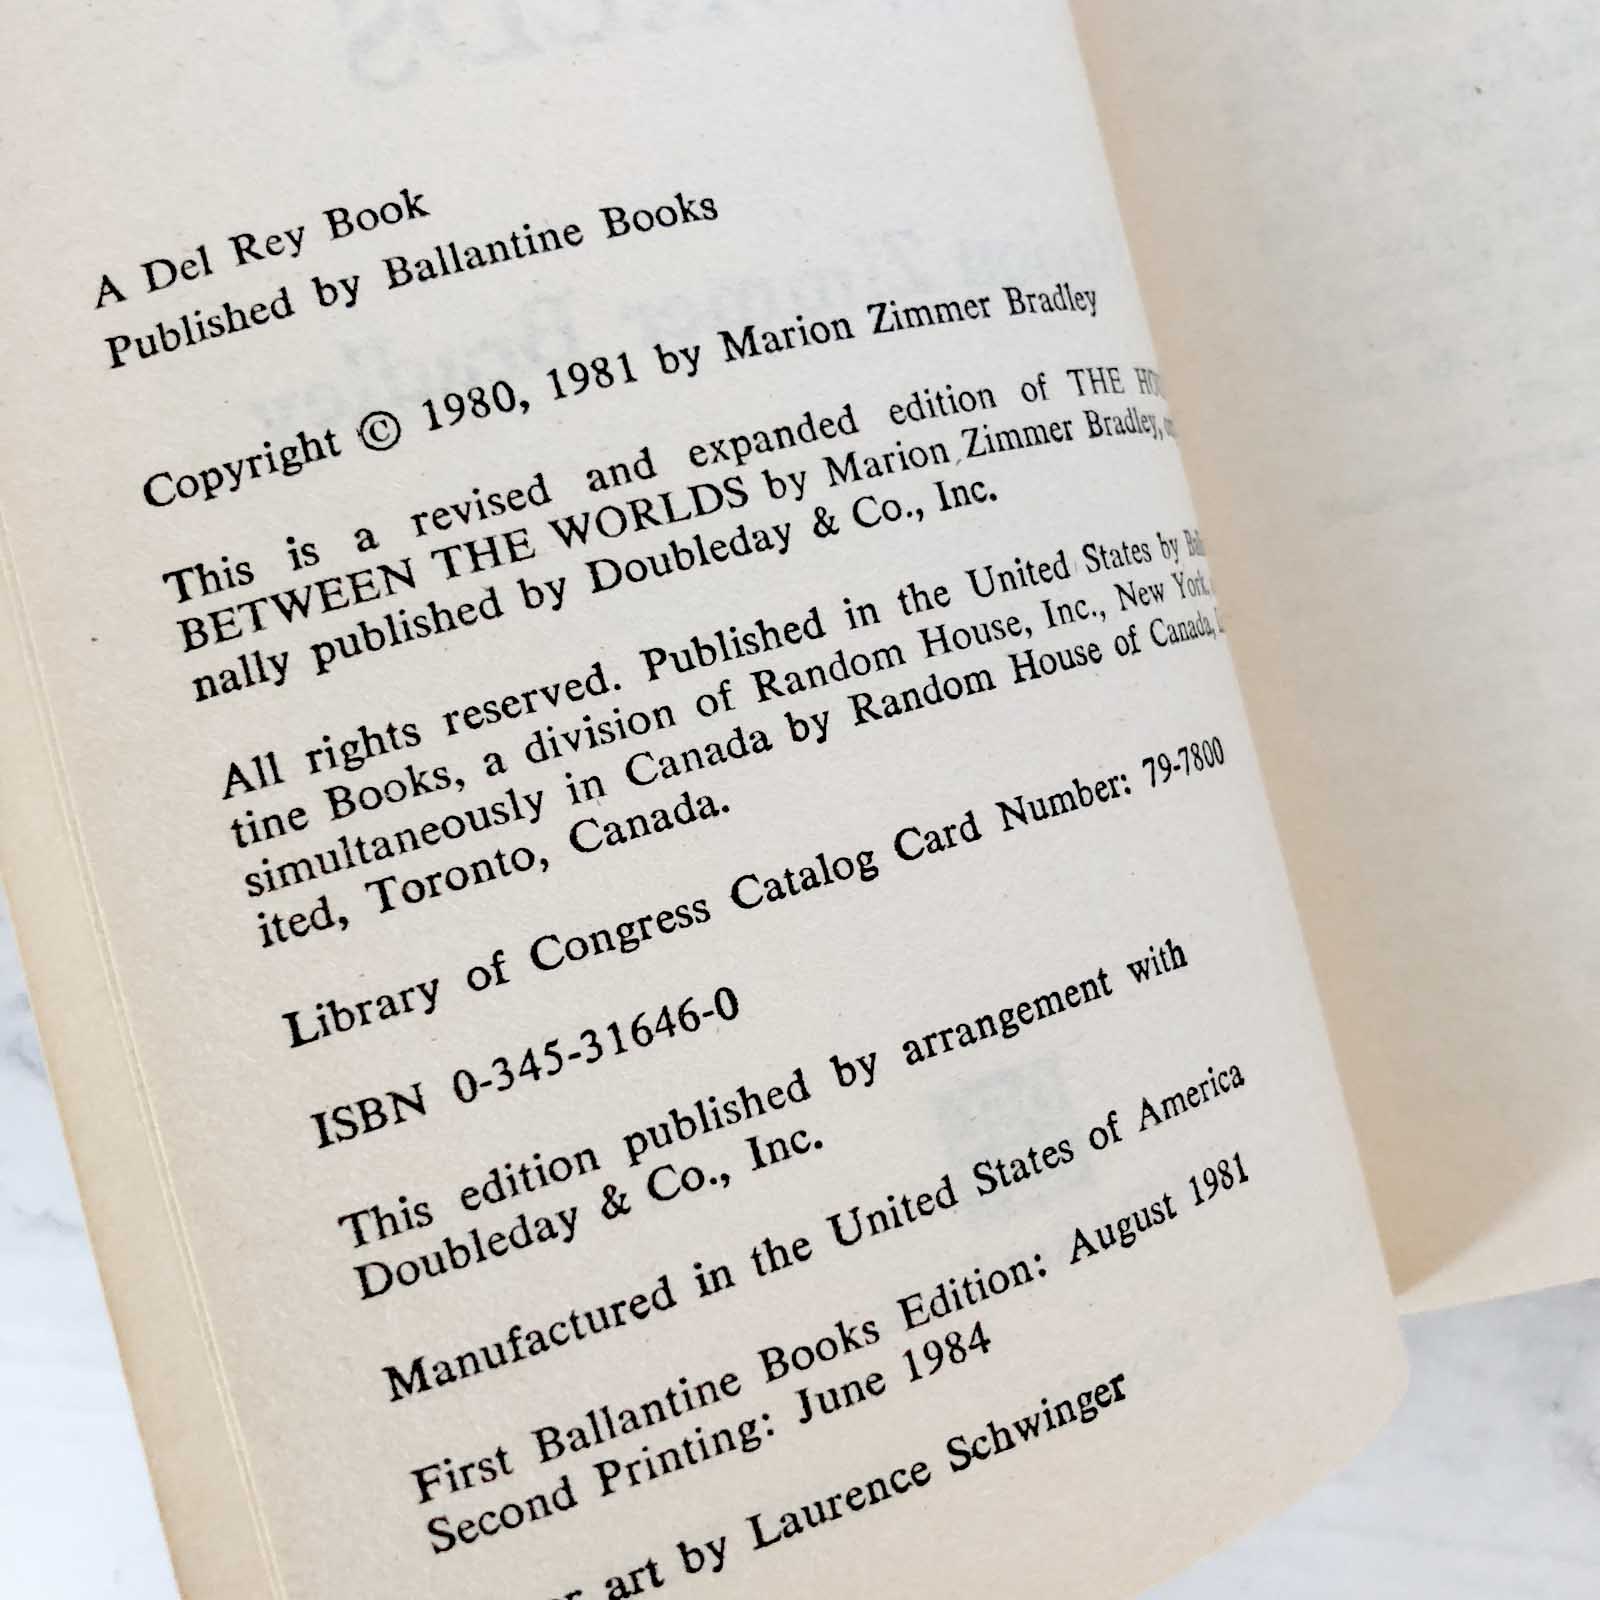 A Del Rey Book
Published by Ballantine Books
Copyright © 1980, 1981 by Marion Zimmer Bradley
This is a revised and expanded edition of THE
BETWEEN THE WORLDS by Marion Zimmer Bradley,
nally published by Doubleday & Co., Inc.
All rights reserved. Published in the United States by
tine Books, a division of Random House, Inc., New York,
simultaneously in Canada by Random House of Canada,
ited, Toronto, Canada.
Library of Congress Catalog Card Number: 79-7800
ISBN 0-345-31646-0
This edition published by arrangement with
Doubleday & Co., Inc.
Manufactured in the United States of America
First Ballantine Books Edition: August 1981
Second Printing: June 1984
art by Laurence Schwinger